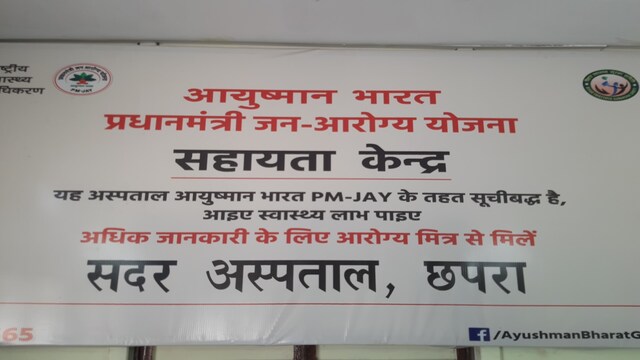 आयुष्मान भारत
प्रधानमंत्री जन-आरोग्य योजना
सहायता केन्द्र
यह अस्पताल आयुष्मान भारत PM-JAY के तहत सूचीबद्ध है,
आइए स्वास्थ्य लाभ पाइए
अधिक जानकारी के लिए आरोग्य मित्र से मिलें
सदर अस्पताल, छपरा
65
/AyushmanBharatG